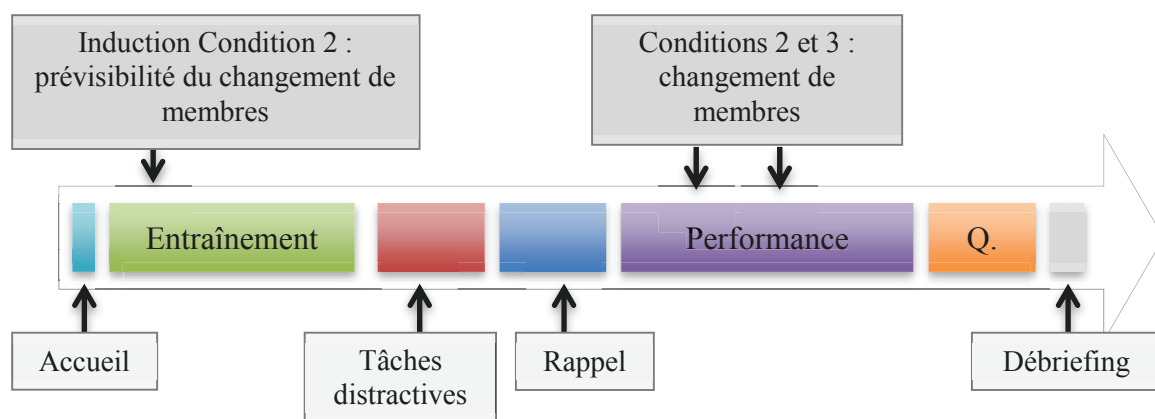 Induction Condition 2 :
prévisibilité du changement de
membres
Conditions 2 et 3 :
changement de
membres
Entraînement
Performance
Q.
Accueil
Tâches
distractives
Rappel
Débriefing